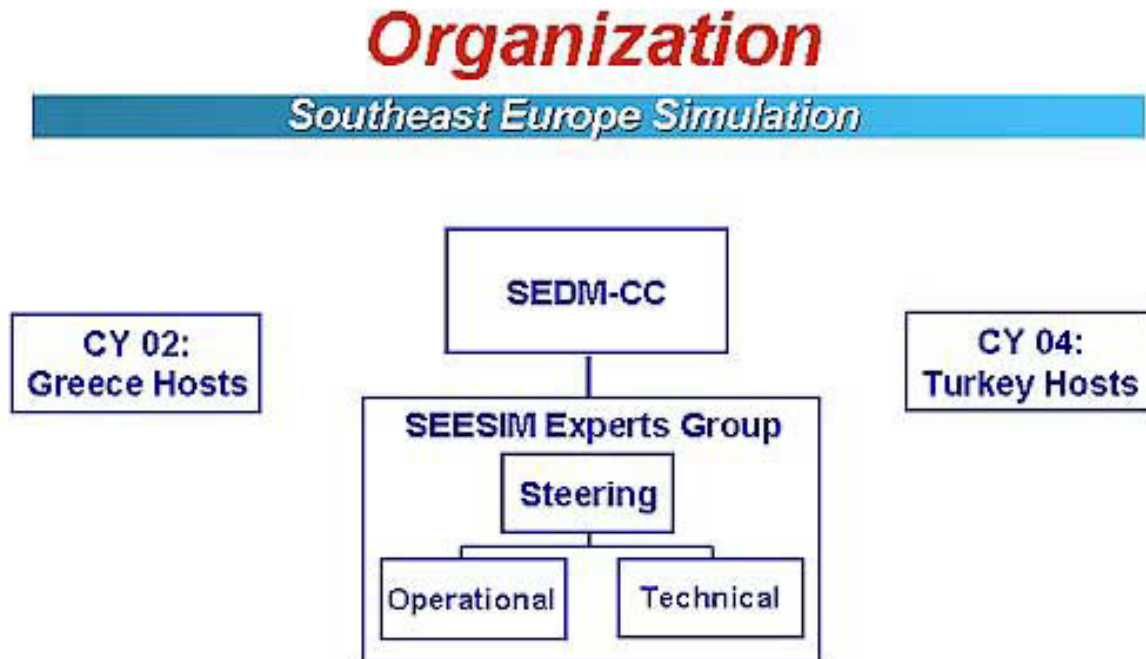 Organization
Southeast Europe Simulation
SEDM-CC
CY 02:
Greece Hosts
CY 04:
Turkey Hosts
SEESIM Experts Group
Steering
Operational
Technical